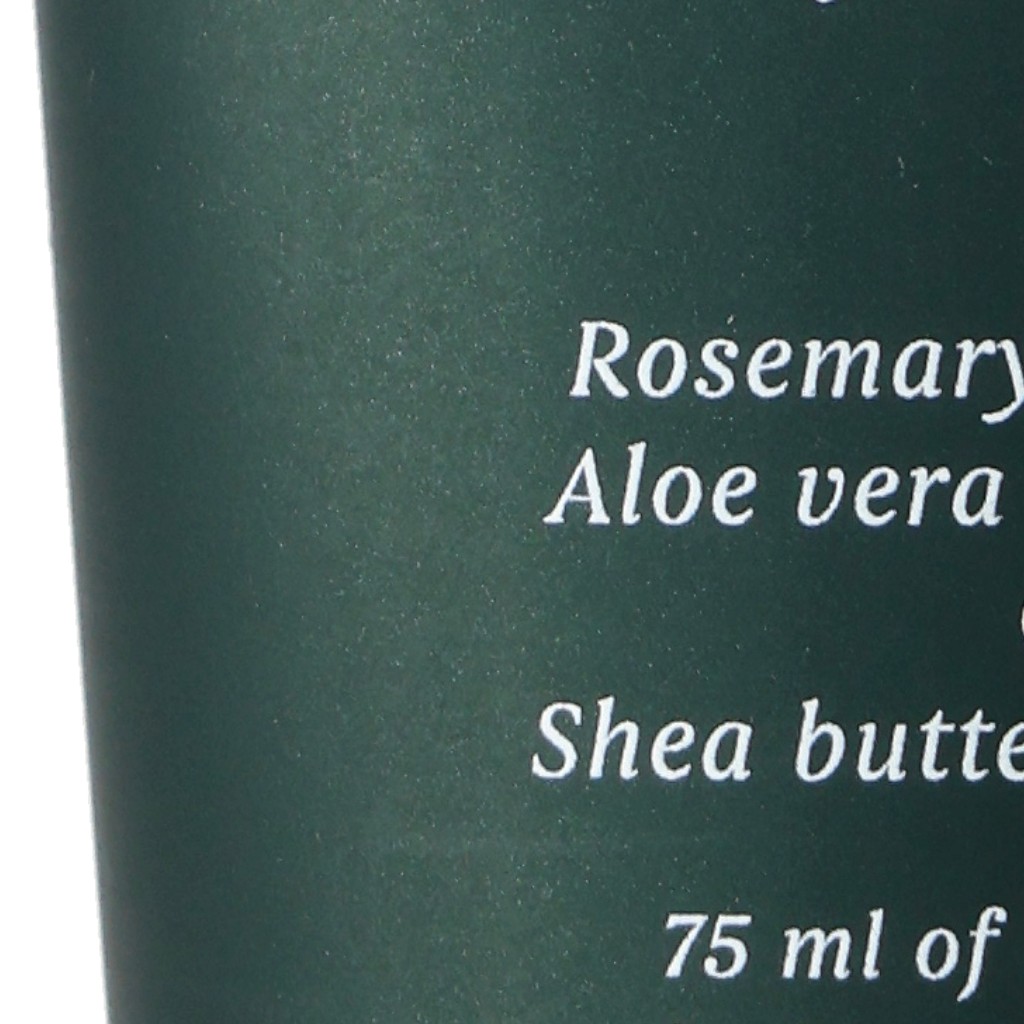 Rosemary
Aloe vera
Shea butte
75 ml of